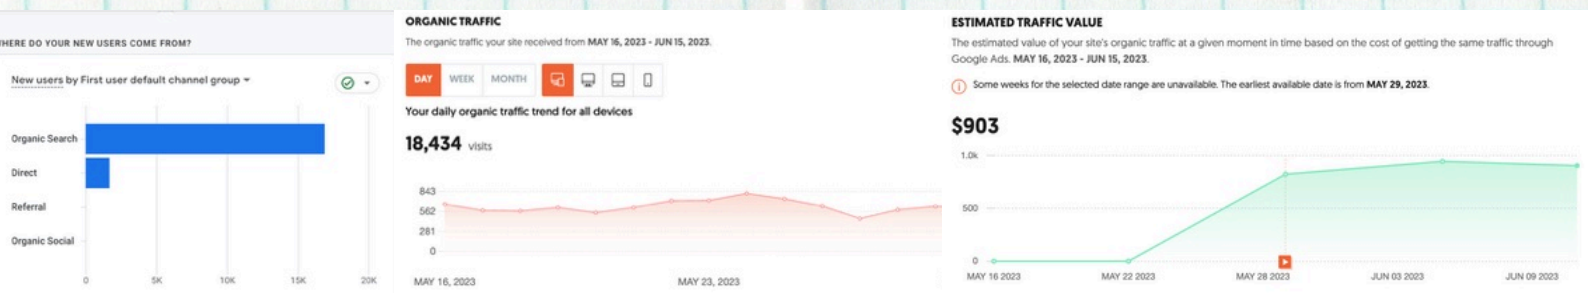 WHERE DO YOUR NEW USERS COME FROM?
New users by First user default channel group
Organic Search
Direct
Referral
Organic Social
0 5K 10K 15K 20K
ORGANIC TRAFFIC
The organic traffic your site received from MAY 16, 2023 - JUN 15, 2023.
DAY WEEK MONTH
Your daily organic traffic trend for all devices
18,434 visits
843
562
281
0
MAY 16, 2023 MAY 23, 2023
ESTIMATED TRAFFIC VALUE
The estimated value of your site's organic traffic at a given moment in time based on the cost of getting the same traffic through
Google Ads. MAY 16, 2023 - JUN 15, 2023.
Some weeks for the selected date range are unavailable. The earliest available date is from MAY 29, 2023.
$903
1.0k
500
0
MAY 16 2023 MAY 22 2023 MAY 28 2023 JUN 03 2023 JUN 09 2023